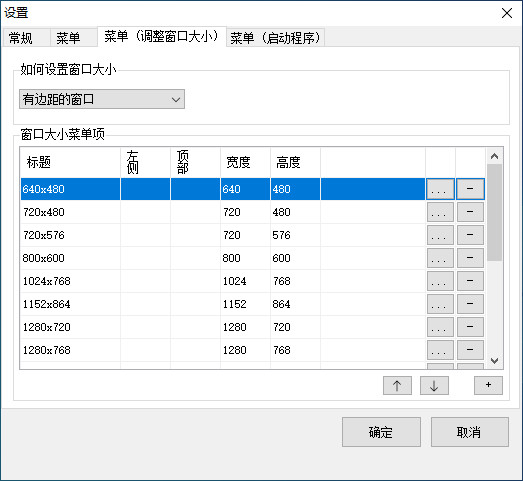 设置
常规 菜单 菜单（调整窗口大小） 菜单（启动程序）
如何设置窗口大小
有边距的窗口
窗口大小菜单项
标题 左侧 顶部 宽度 高度
640x480 640 480 ... -
720x480 720 480 ... -
720x576 720 576 ... -
800x600 800 600 ... -
1024x768 1024 768 ... -
1152x864 1152 864 ... -
1280x720 1280 720 ... -
1280x768 1280 768 ... -
↑ ↓ +
确定 取消